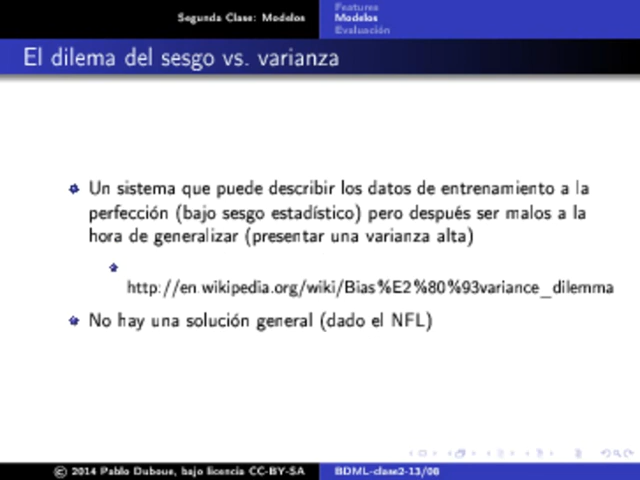 Segunda Clase: Modelos
Features
Modelos
Evaluación
El dilema del sesgo vs. varianza
Un sistema que puede describir los datos de entrenamiento a la
perfección (bajo sesgo estadístico) pero después ser malos a la
hora de generalizar (presentar una varianza alta)
http://en.wikipedia.org/wiki/Bias%E2%80%93variance_dilemma
No hay una solución general (dado el NFL)
© 2014 Pablo Duboue, bajo licencia CC-BY-SA
BDML-clase2-13/08